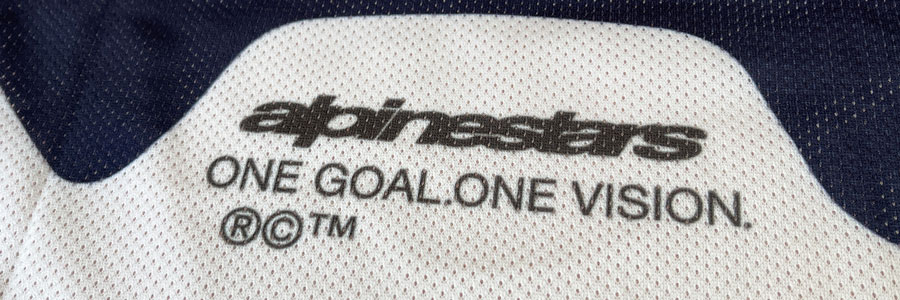 alpinestars
ONE GOAL.ONE VISION.
®©™